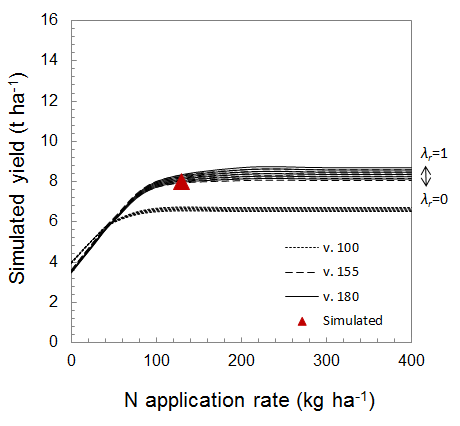 Simulated yield (t ha⁻¹)
16
14
12
10
8
6
4
2
0
λr=1
λr=0
v. 100
v. 155
v. 180
Simulated
0 100 200 300 400
N application rate (kg ha⁻¹)